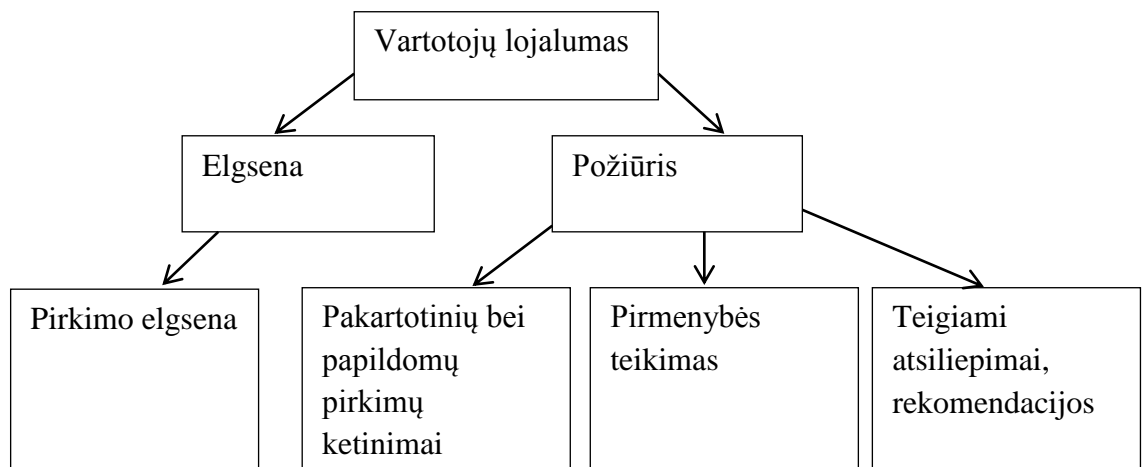 Vartotojų lojalumas
Elgsena
Požiūris
Pirkimo elgsena
Pakartotinių bei
papildomų
pirkimų
ketinimai
Pirmenybės
teikimas
Teigiami
atsiliepimai,
rekomendacijos